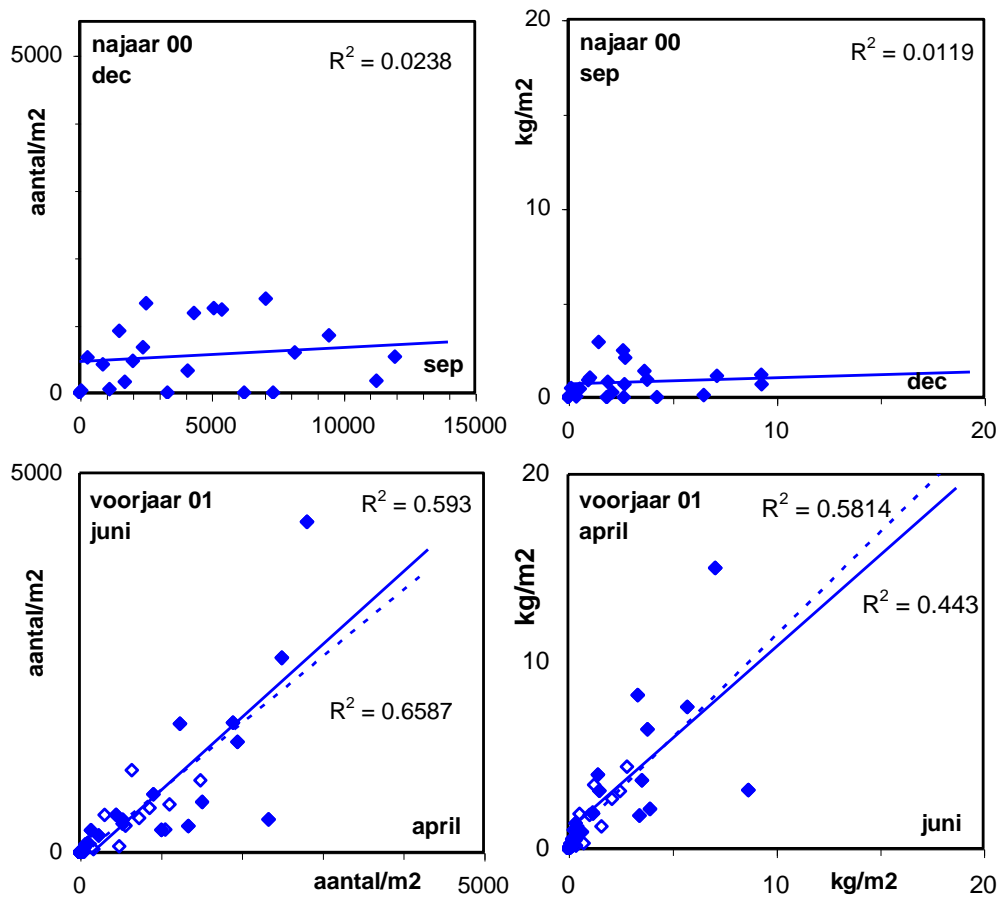 najaar 00
dec
R² = 0.0238
5000
0
aantal/m2
sep
0 5000 10000 15000
najaar 00
sep
R² = 0.0119
20
10
0
kg/m2
dec
0 10 20
voorjaar 01
juni
R² = 0.593
R² = 0.6587
5000
0
aantal/m2
april
0 aantal/m2 5000
voorjaar 01
april
R² = 0.5814
R² = 0.443
20
10
0
kg/m2
juni
0 10 kg/m2 20